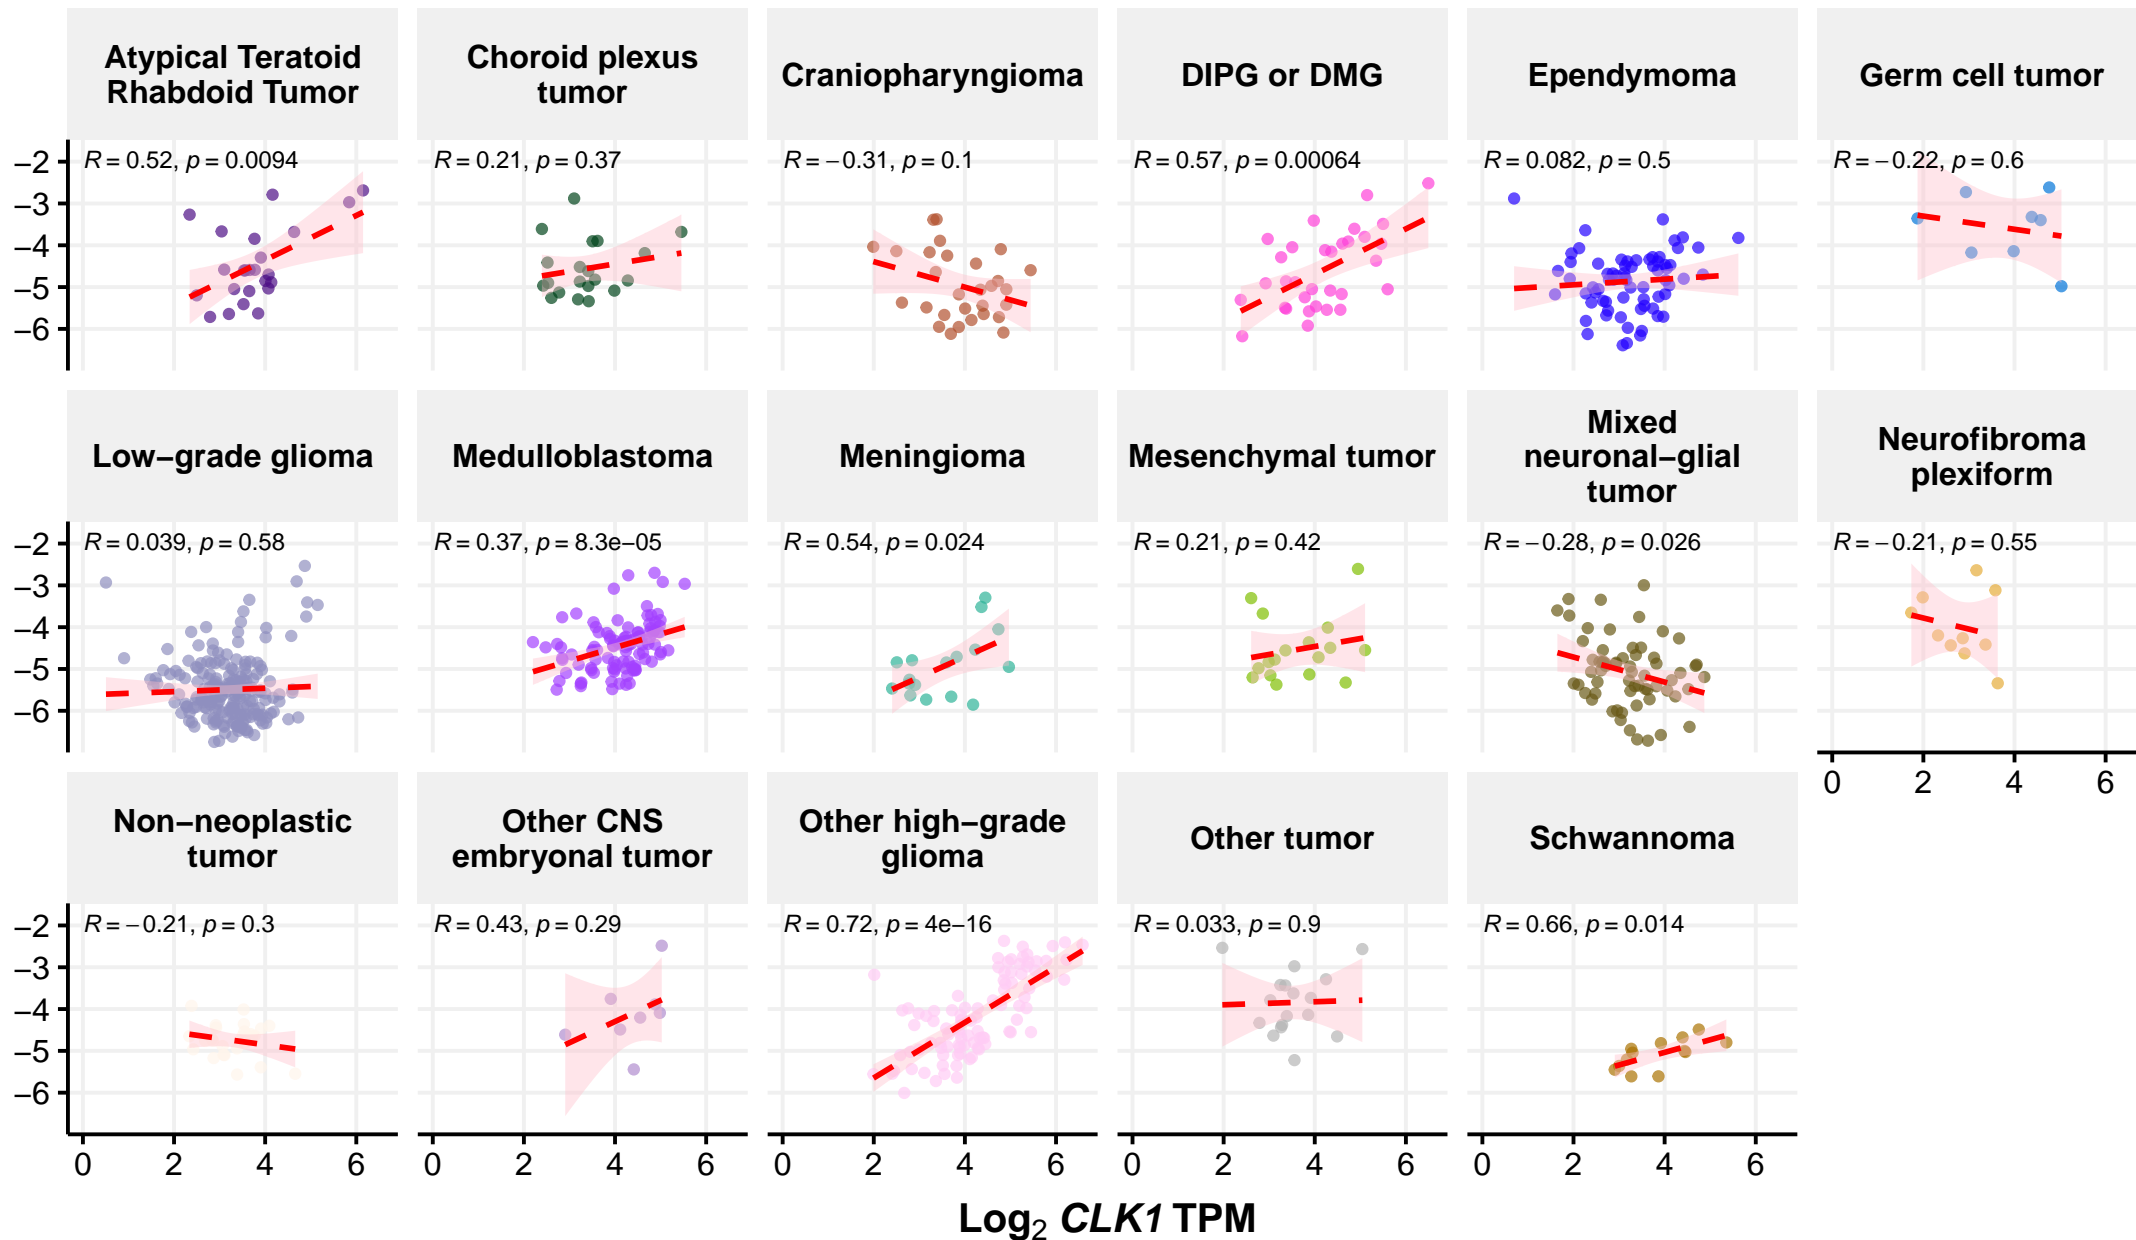 Atypical Teratoid
Rhabdoid Tumor
Choroid plexus
tumor
Craniopharyngioma
DIPG or DMG
Ependymoma
Germ cell tumor
R = 0.52, p = 0.0094
R = 0.21, p = 0.37
R = −0.31, p = 0.1
R = 0.57, p = 0.00064
R = 0.082, p = 0.5
R = −0.22, p = 0.6
−2
−3
−4
−5
−6
Low−grade glioma
Medulloblastoma
Meningioma
Mesenchymal tumor
Mixed
neuronal−glial
tumor
Neurofibroma
plexiform
R = 0.039, p = 0.58
R = 0.37, p = 8.3e−05
R = 0.54, p = 0.024
R = 0.21, p = 0.42
R = −0.28, p = 0.026
R = −0.21, p = 0.55
−2
−3
−4
−5
−6
0 2 4 6
Non−neoplastic
tumor
Other CNS
embryonal tumor
Other high−grade
glioma
Other tumor
Schwannoma
R = −0.21, p = 0.3
R = 0.43, p = 0.29
R = 0.72, p = 4e−16
R = 0.033, p = 0.9
R = 0.66, p = 0.014
−2
−3
−4
−5
−6
0 2 4 6
0 2 4 6
0 2 4 6
0 2 4 6
0 2 4 6
Log₂ CLK1 TPM